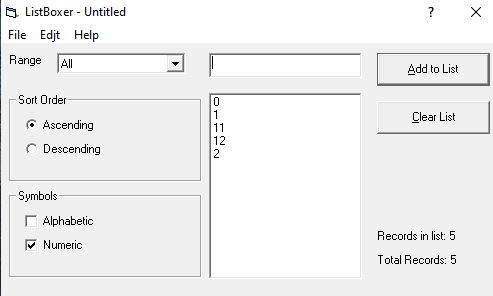 ListBoxer - Untitled
File Edjt Help
Range All Add to List
Sort Order
Ascending
Descending
Symbols
Alphabetic
Numeric
0
1
11
12
2
Clear List
Records in list: 5
Total Records: 5